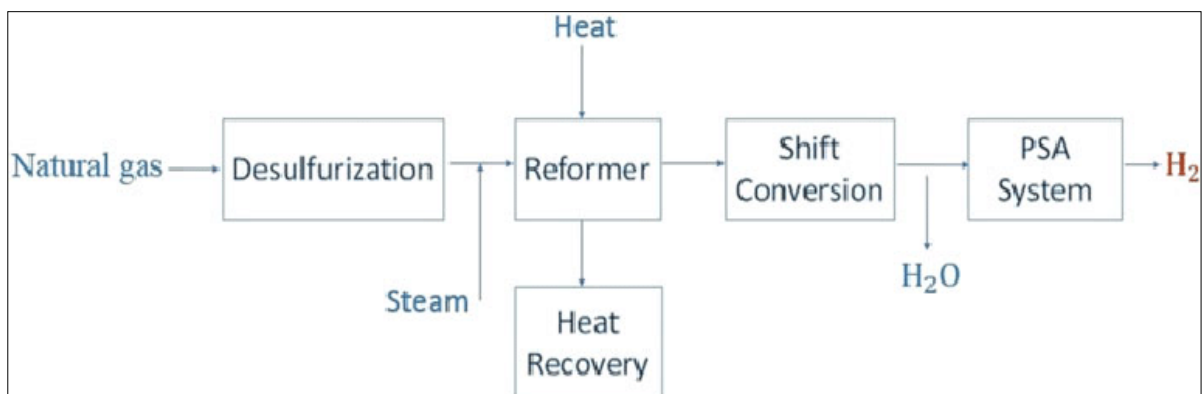 Heat
Natural gas
Desulfurization
Reformer
Shift
Conversion
PSA
System
H₂
Steam
H₂O
Heat
Recovery